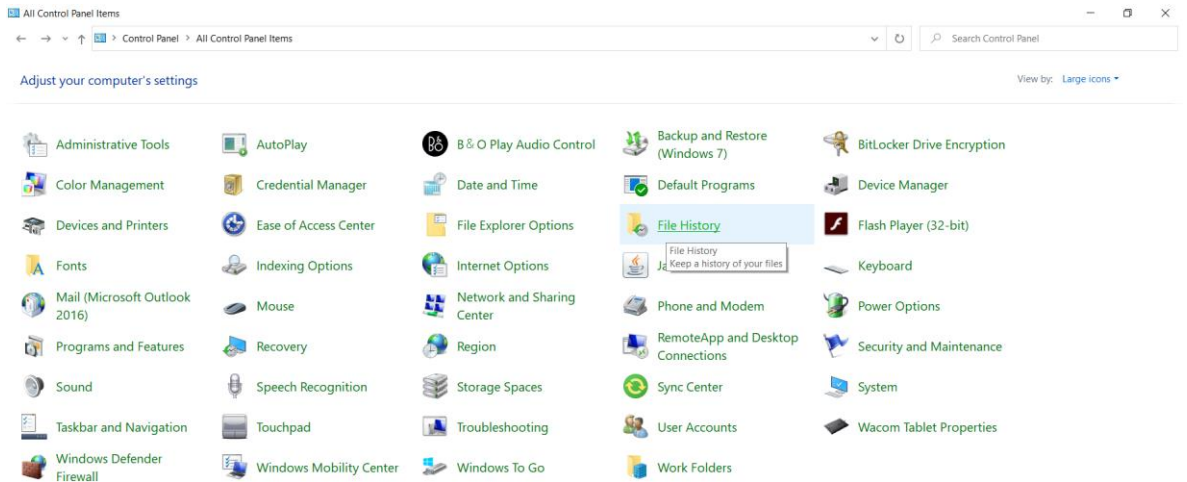 All Control Panel Items
Control Panel > All Control Panel Items
Search Control Panel
Adjust your computer's settings
View by: Large icons
Administrative Tools
AutoPlay
B&O Play Audio Control
Backup and Restore
(Windows 7)
BitLocker Drive Encryption
Color Management
Credential Manager
Date and Time
Default Programs
Device Manager
Devices and Printers
Ease of Access Center
File Explorer Options
File History
Flash Player (32-bit)
File History
Keep a history of your files
Fonts
Indexing Options
Internet Options
Ja
Keyboard
Mail (Microsoft Outlook
2016)
Mouse
Network and Sharing
Center
Phone and Modem
Power Options
Programs and Features
Recovery
Region
RemoteApp and Desktop
Connections
Security and Maintenance
Sound
Speech Recognition
Storage Spaces
Sync Center
System
Taskbar and Navigation
Touchpad
Troubleshooting
User Accounts
Wacom Tablet Properties
Windows Defender
Firewall
Windows Mobility Center
Windows To Go
Work Folders